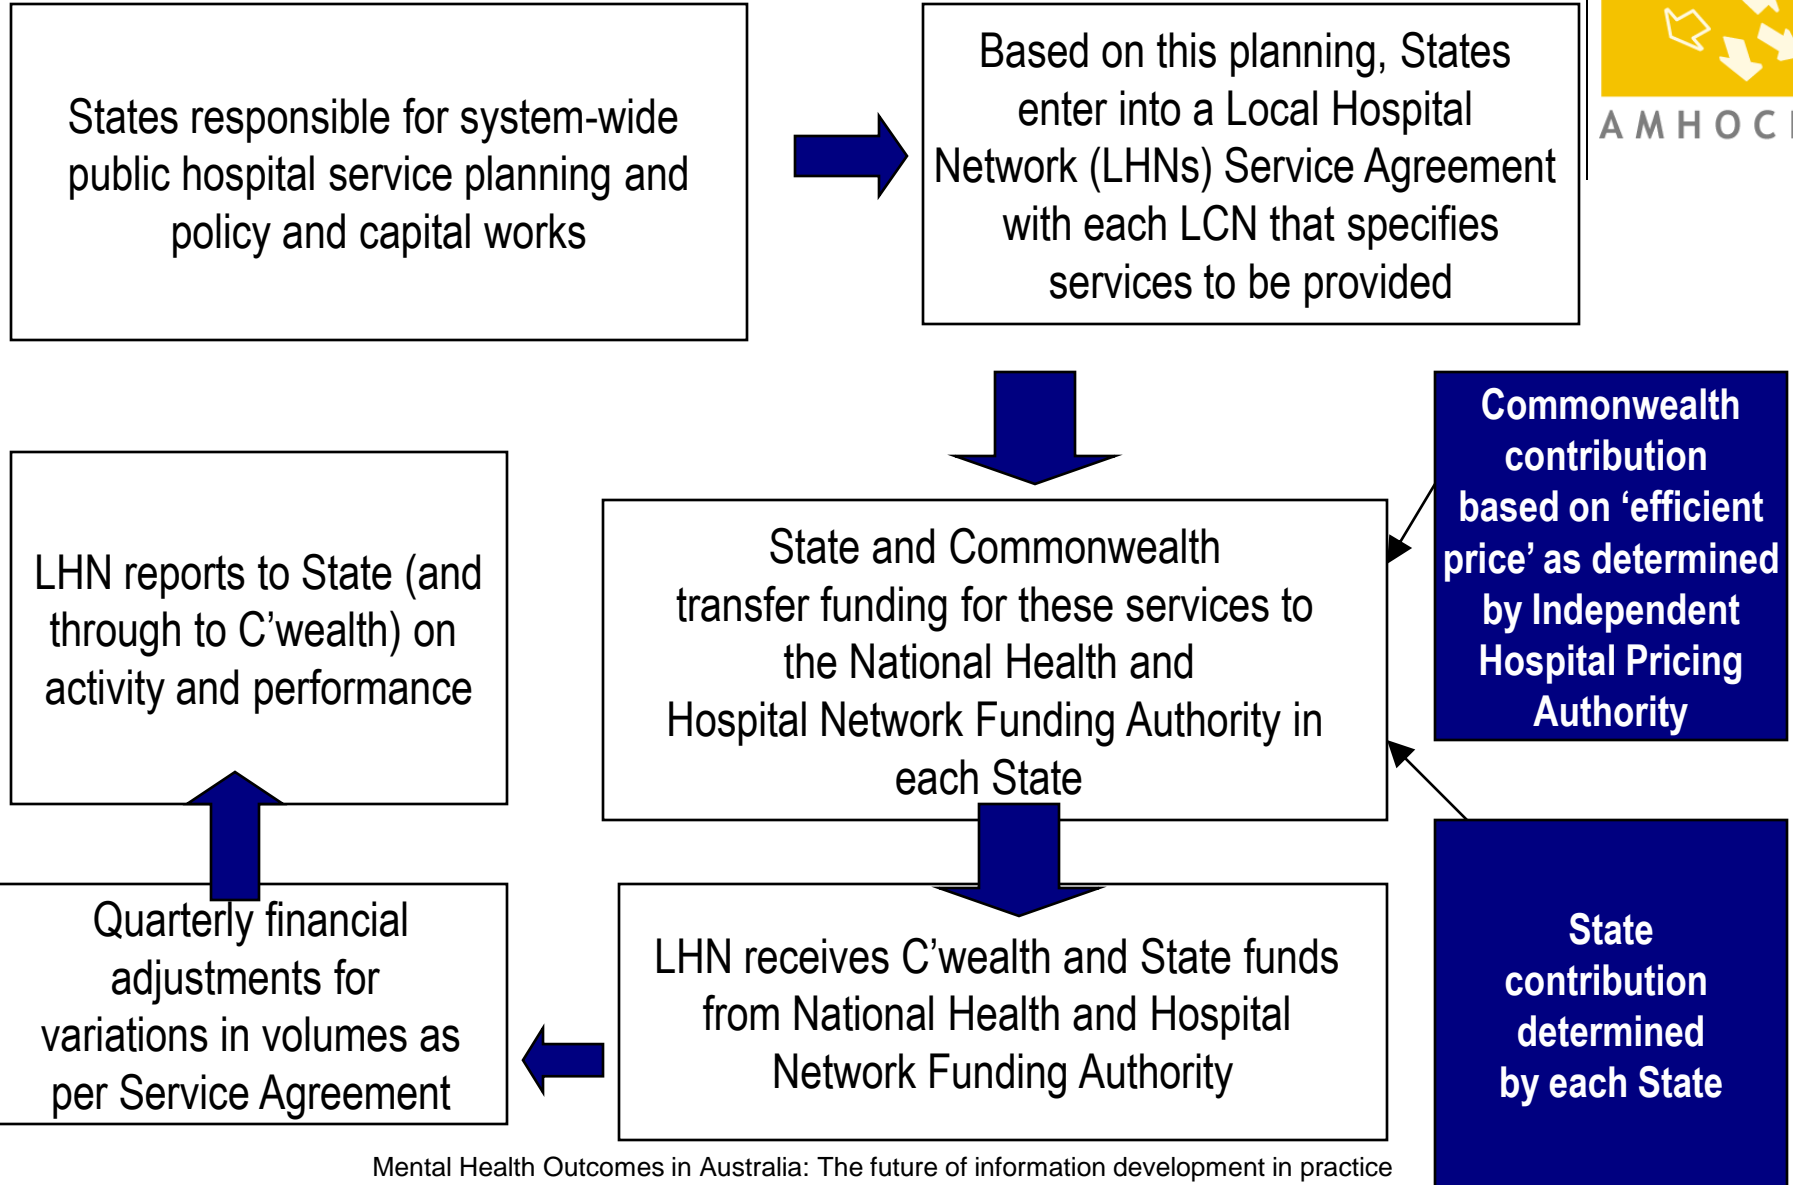 States responsible for system-wide
public hospital service planning and
policy and capital works
Based on this planning, States
enter into a Local Hospital
Network (LHNs) Service Agreement
with each LCN that specifies
services to be provided
AMHOC
Commonwealth
contribution
based on ‘efficient
price’ as determined
by Independent
Hospital Pricing
Authority
State and Commonwealth
transfer funding for these services to
the National Health and
Hospital Network Funding Authority in
each State
LHN reports to State (and
through to C’wealth) on
activity and performance
Quarterly financial
adjustments for
variations in volumes as
per Service Agreement
LHN receives C’wealth and State funds
from National Health and Hospital
Network Funding Authority
State
contribution
determined
by each State
Mental Health Outcomes in Australia: The future of information development in practice